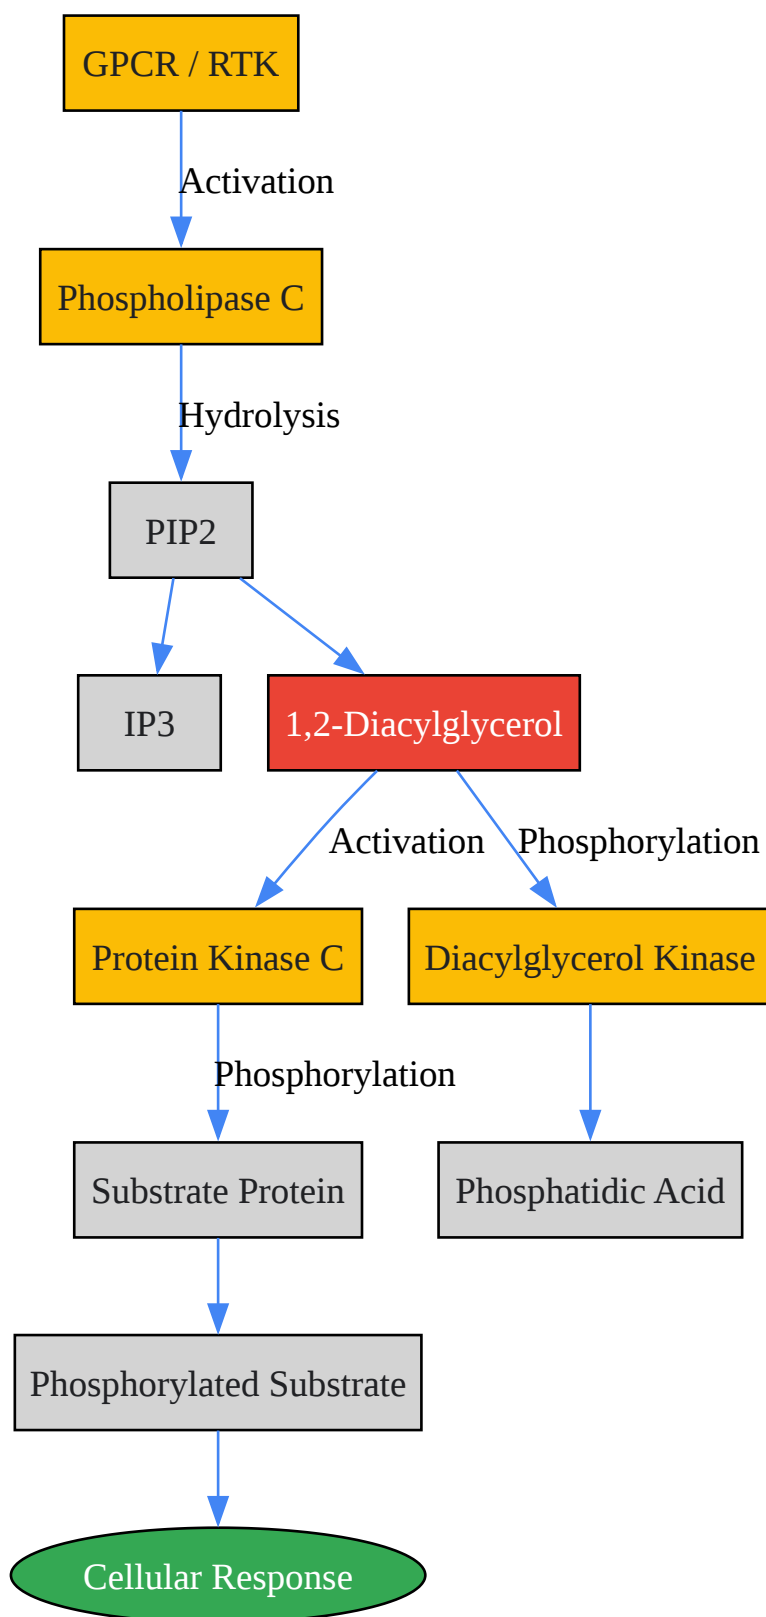 GPCR / RTK
Activation
Phospholipase C
Hydrolysis
PIP2
IP3
1,2-Diacylglycerol
Activation
Phosphorylation
Protein Kinase C
Diacylglycerol Kinase
Phosphorylation
Substrate Protein
Phosphatidic Acid
Phosphorylated Substrate
Cellular Response